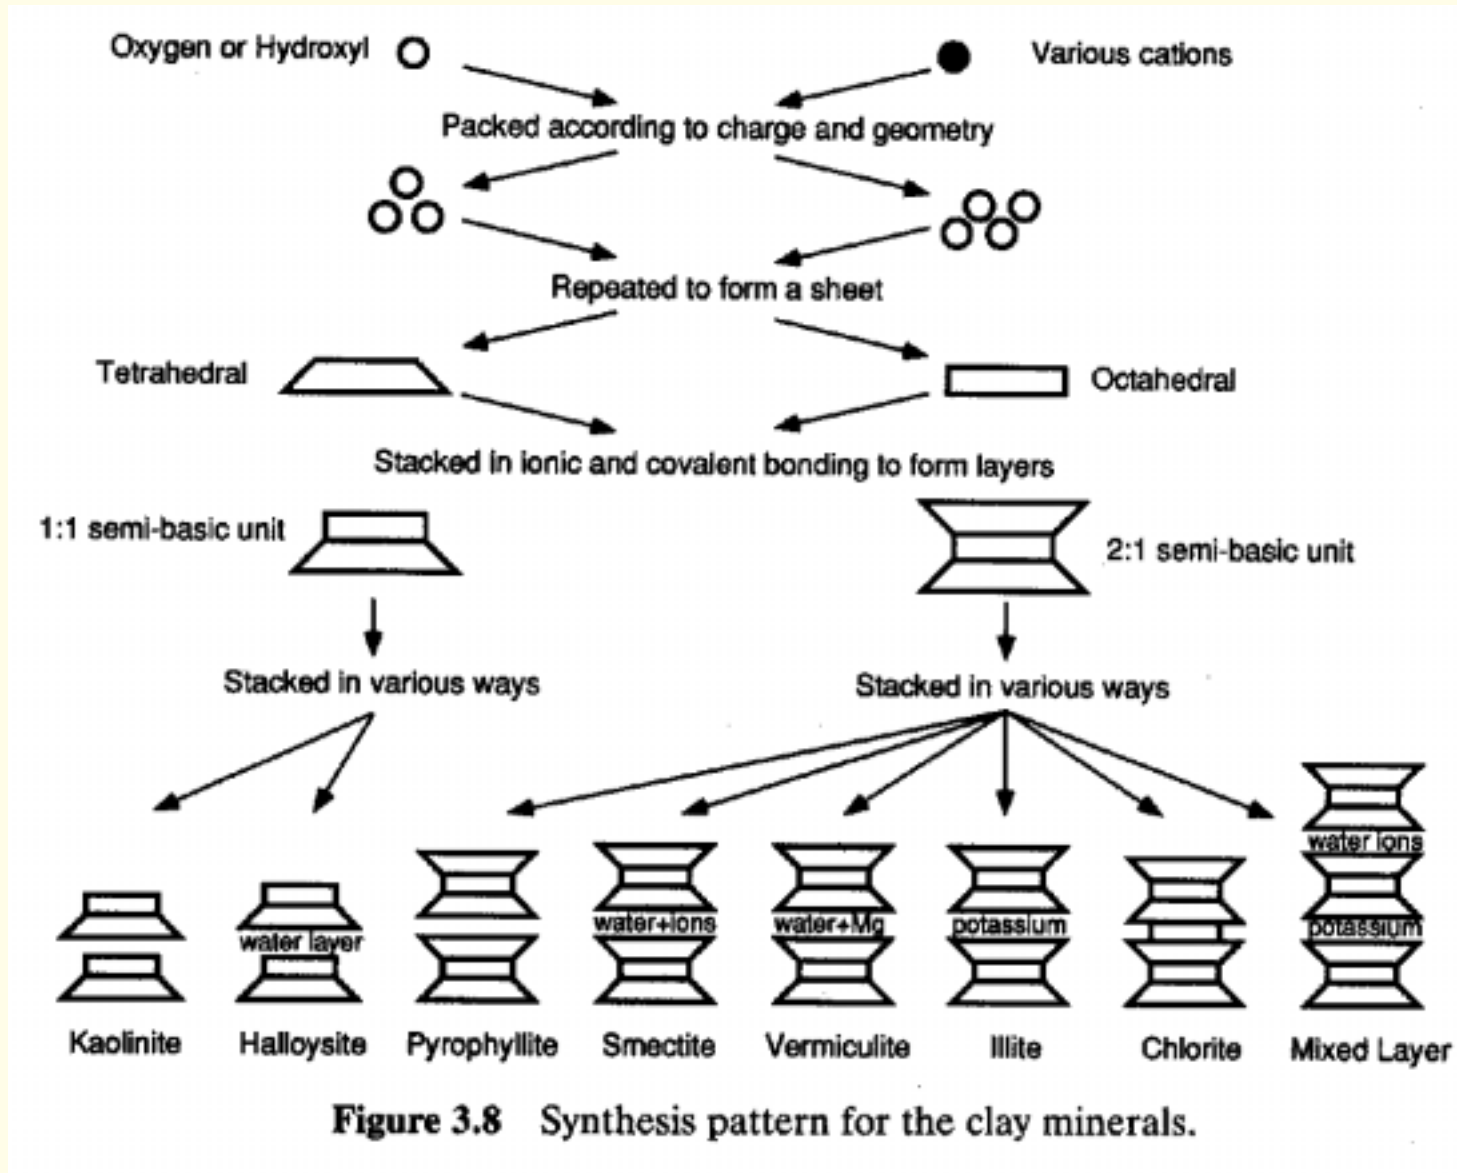 Oxygen or Hydroxyl
Various cations
Packed according to charge and geometry
Repeated to form a sheet
Tetrahedral
Octahedral
Stacked in ionic and covalent bonding to form layers
1:1 semi-basic unit
2:1 semi-basic unit
Stacked in various ways
Stacked in various ways
water ions
water layer
water+ions
water+Mg
potassium
potassium
Kaolinite
Halloysite
Pyrophyllite
Smectite
Vermiculite
Illite
Chlorite
Mixed Layer
Figure 3.8 Synthesis pattern for the clay minerals.